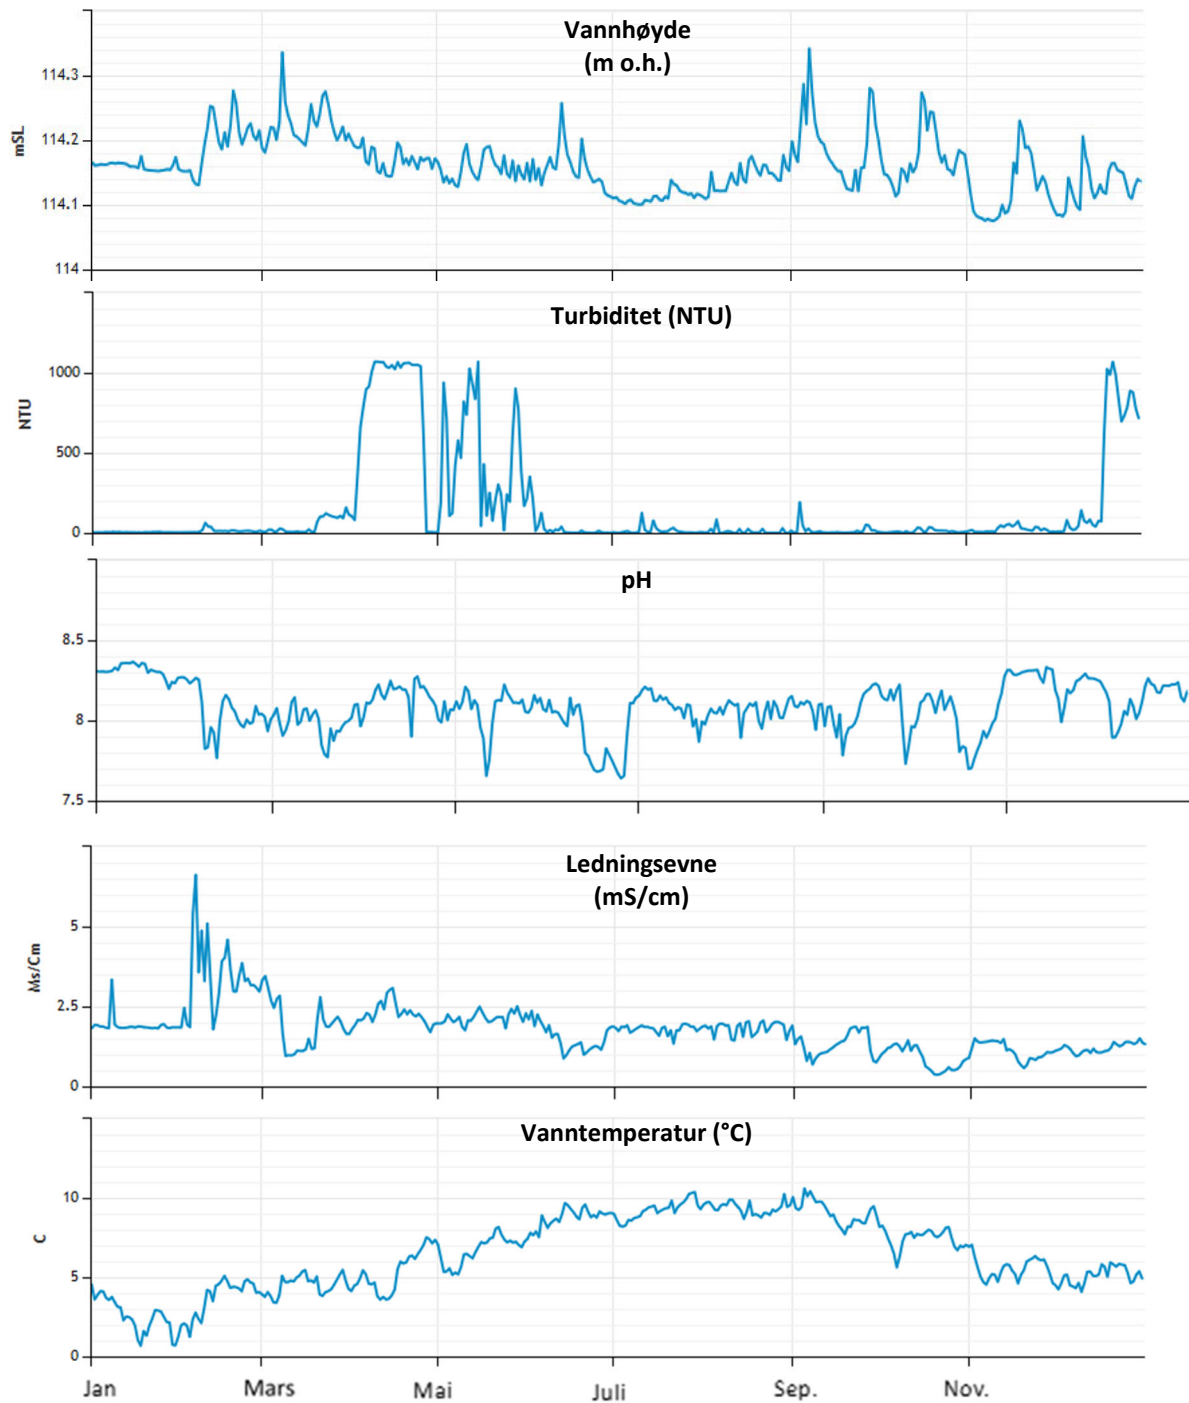 Vannhøyde
(m o.h.)
mSL
114.3
114.2
114.1
114
Turbiditet (NTU)
NTU
1000
500
0
pH
8.5
8
7.5
Ledningsevne
(mS/cm)
Ms/Cm
5
2.5
0
Vanntemperatur (°C)
C
10
5
0
Jan Mars Mai Juli Sep. Nov.